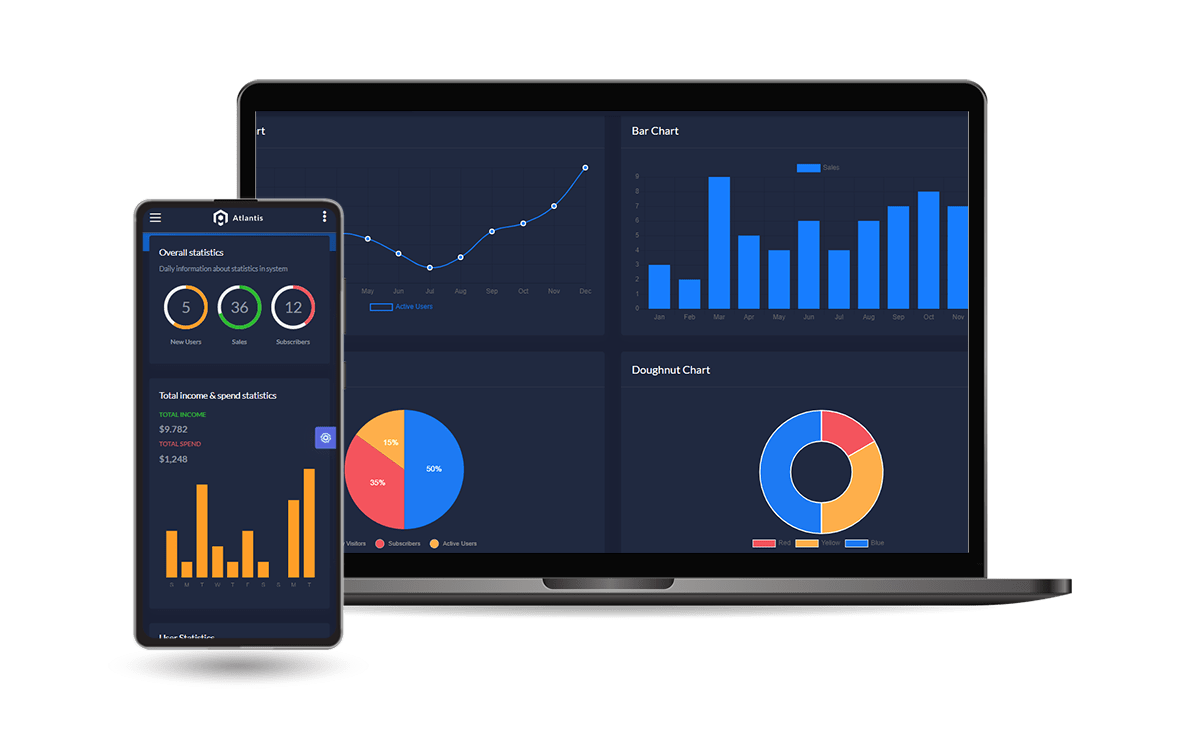 Atlantis
Overall statistics
Daily information about statistics in system
5 36 12
New Users Sales Subscribers
Total income & spend statistics
TOTAL INCOME
$9.782
TOTAL SPEND
$1,248
S M T W T F S S M T
User Statistics
rt
May Jun Jul Aug Sep Oct Nov Dec
Active Users
Bar Chart
Sales
9
8
7
6
5
4
3
2
1
0
Jan Feb Mar Apr May Jun Jul Aug Sep Oct Nov
15%
50%
35%
Visitors Subscribers Active Users
Doughnut Chart
Red Yellow Blue